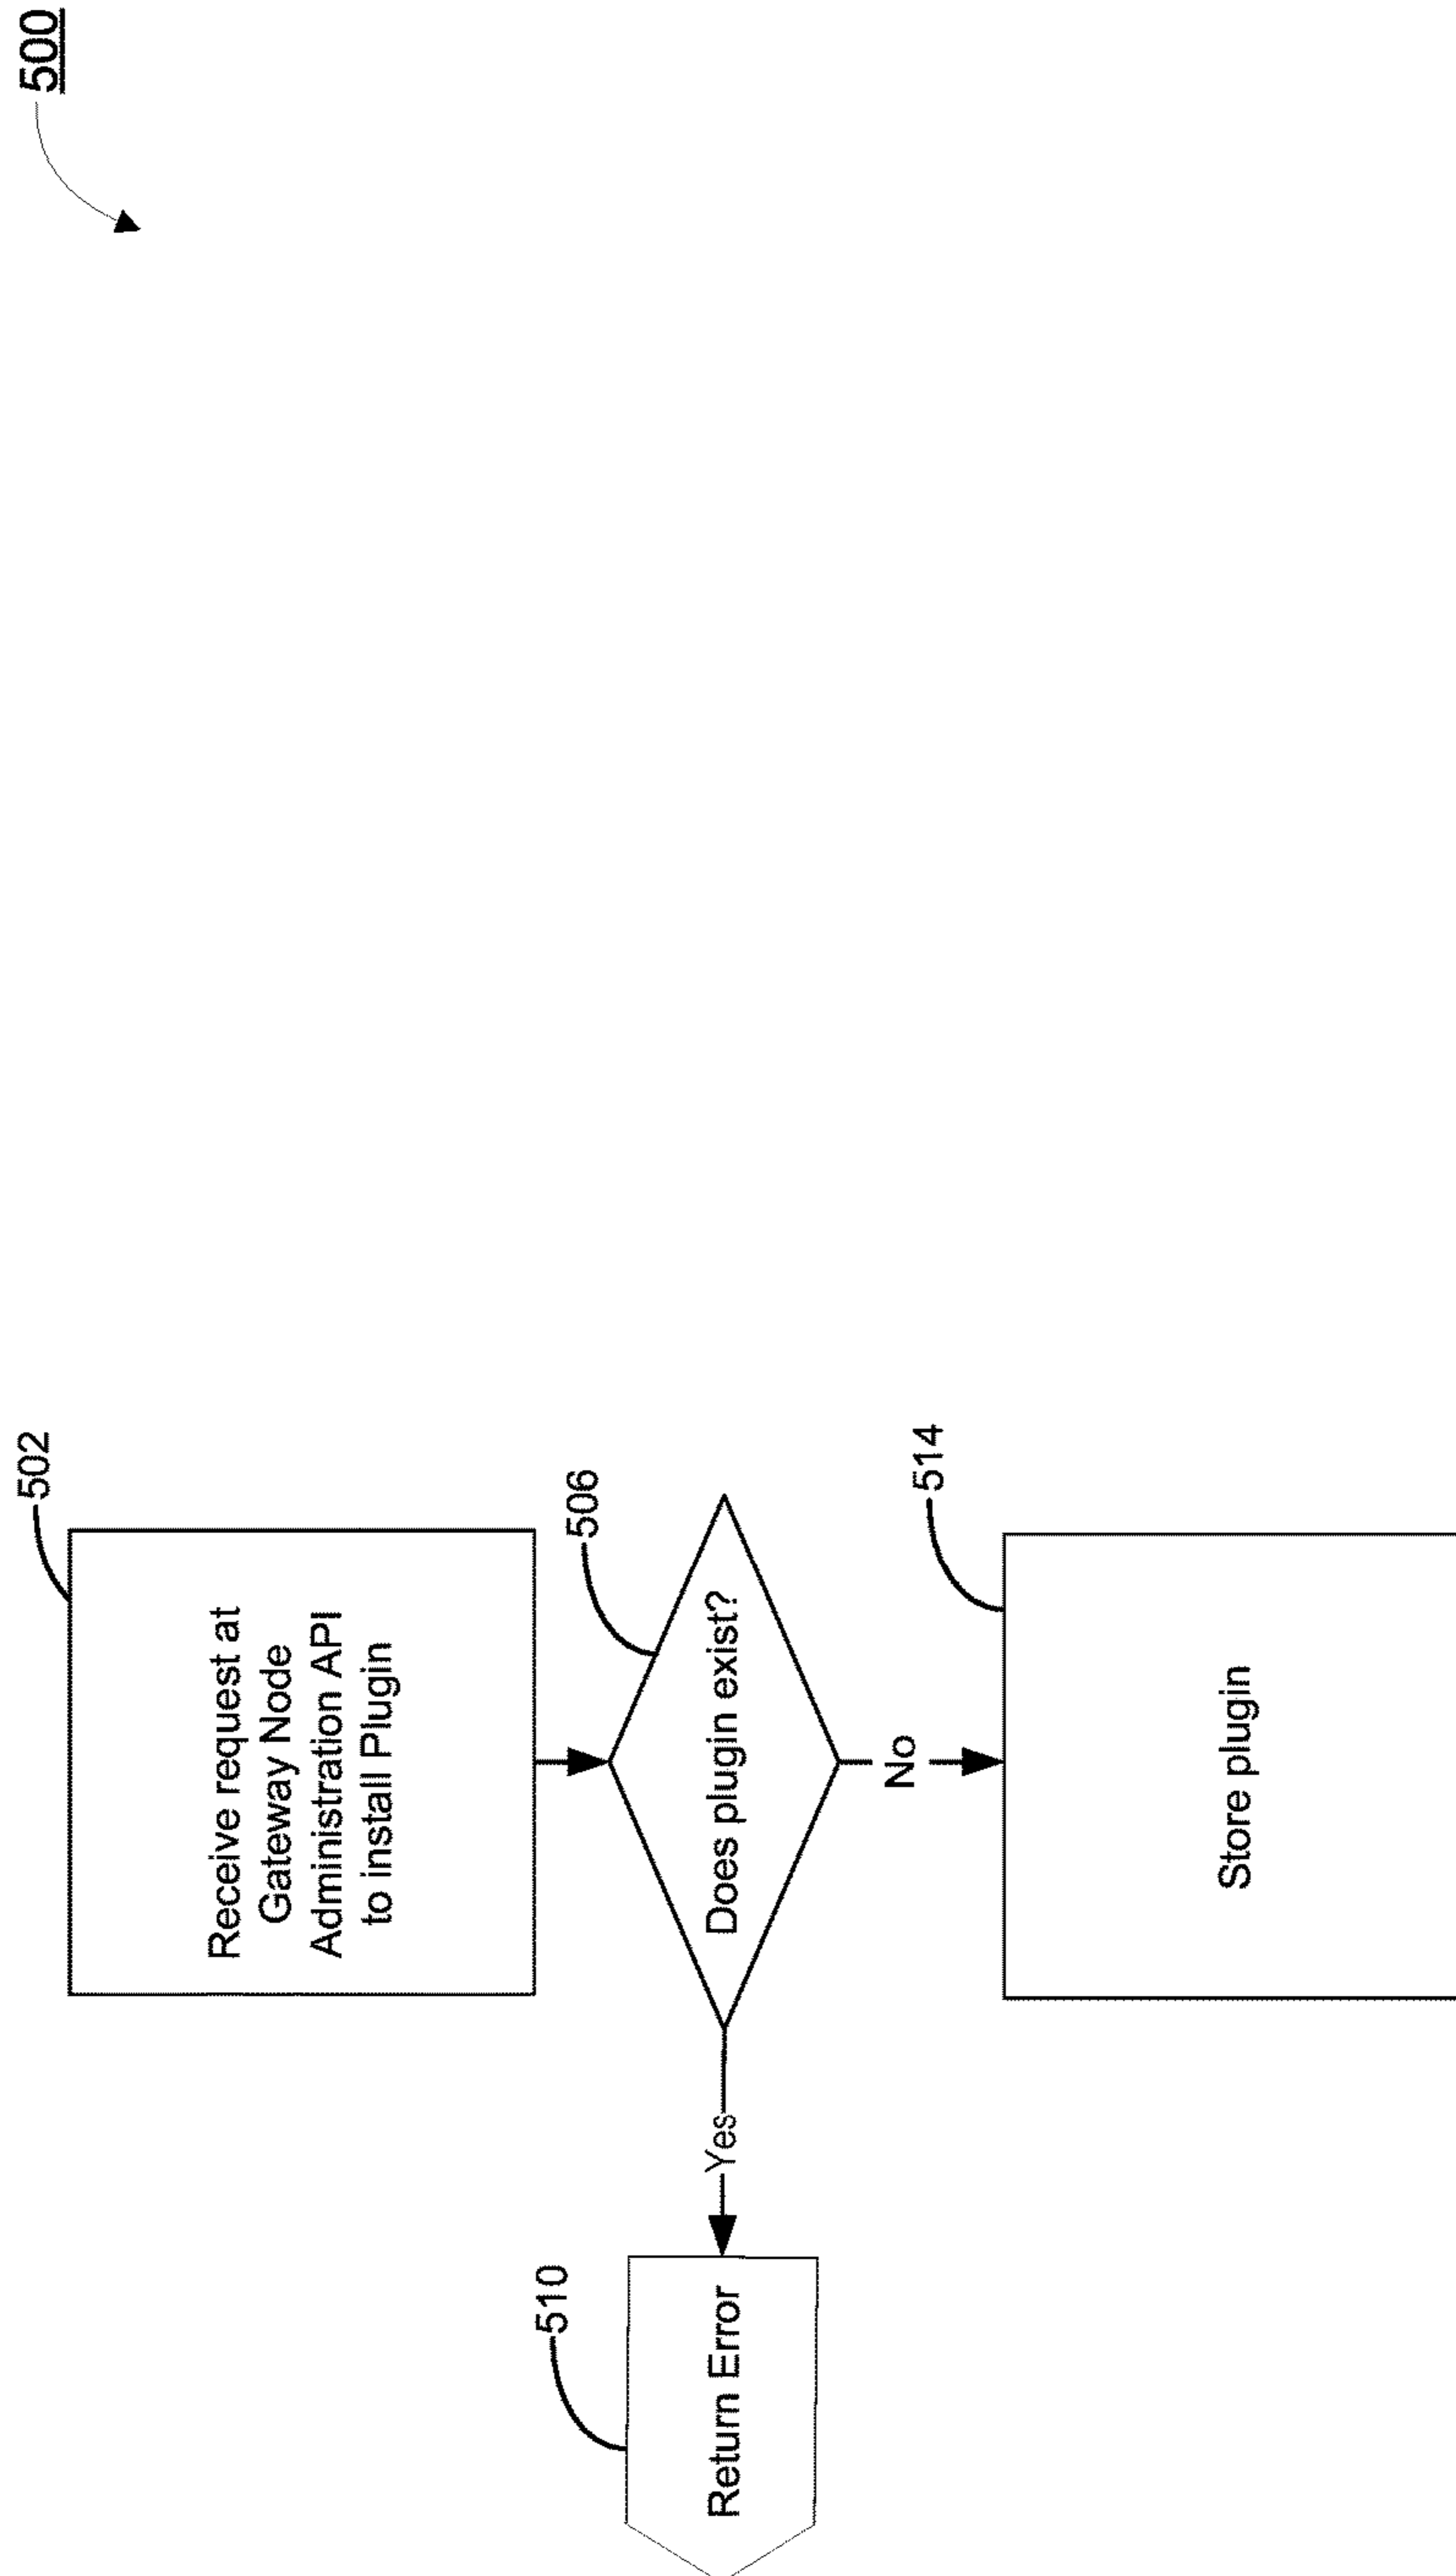 500
502
Receive request at
Gateway Node
Administration API
to install Plugin
506
Does plugin exist?
Yes
510
Return Error
No
514
Store plugin